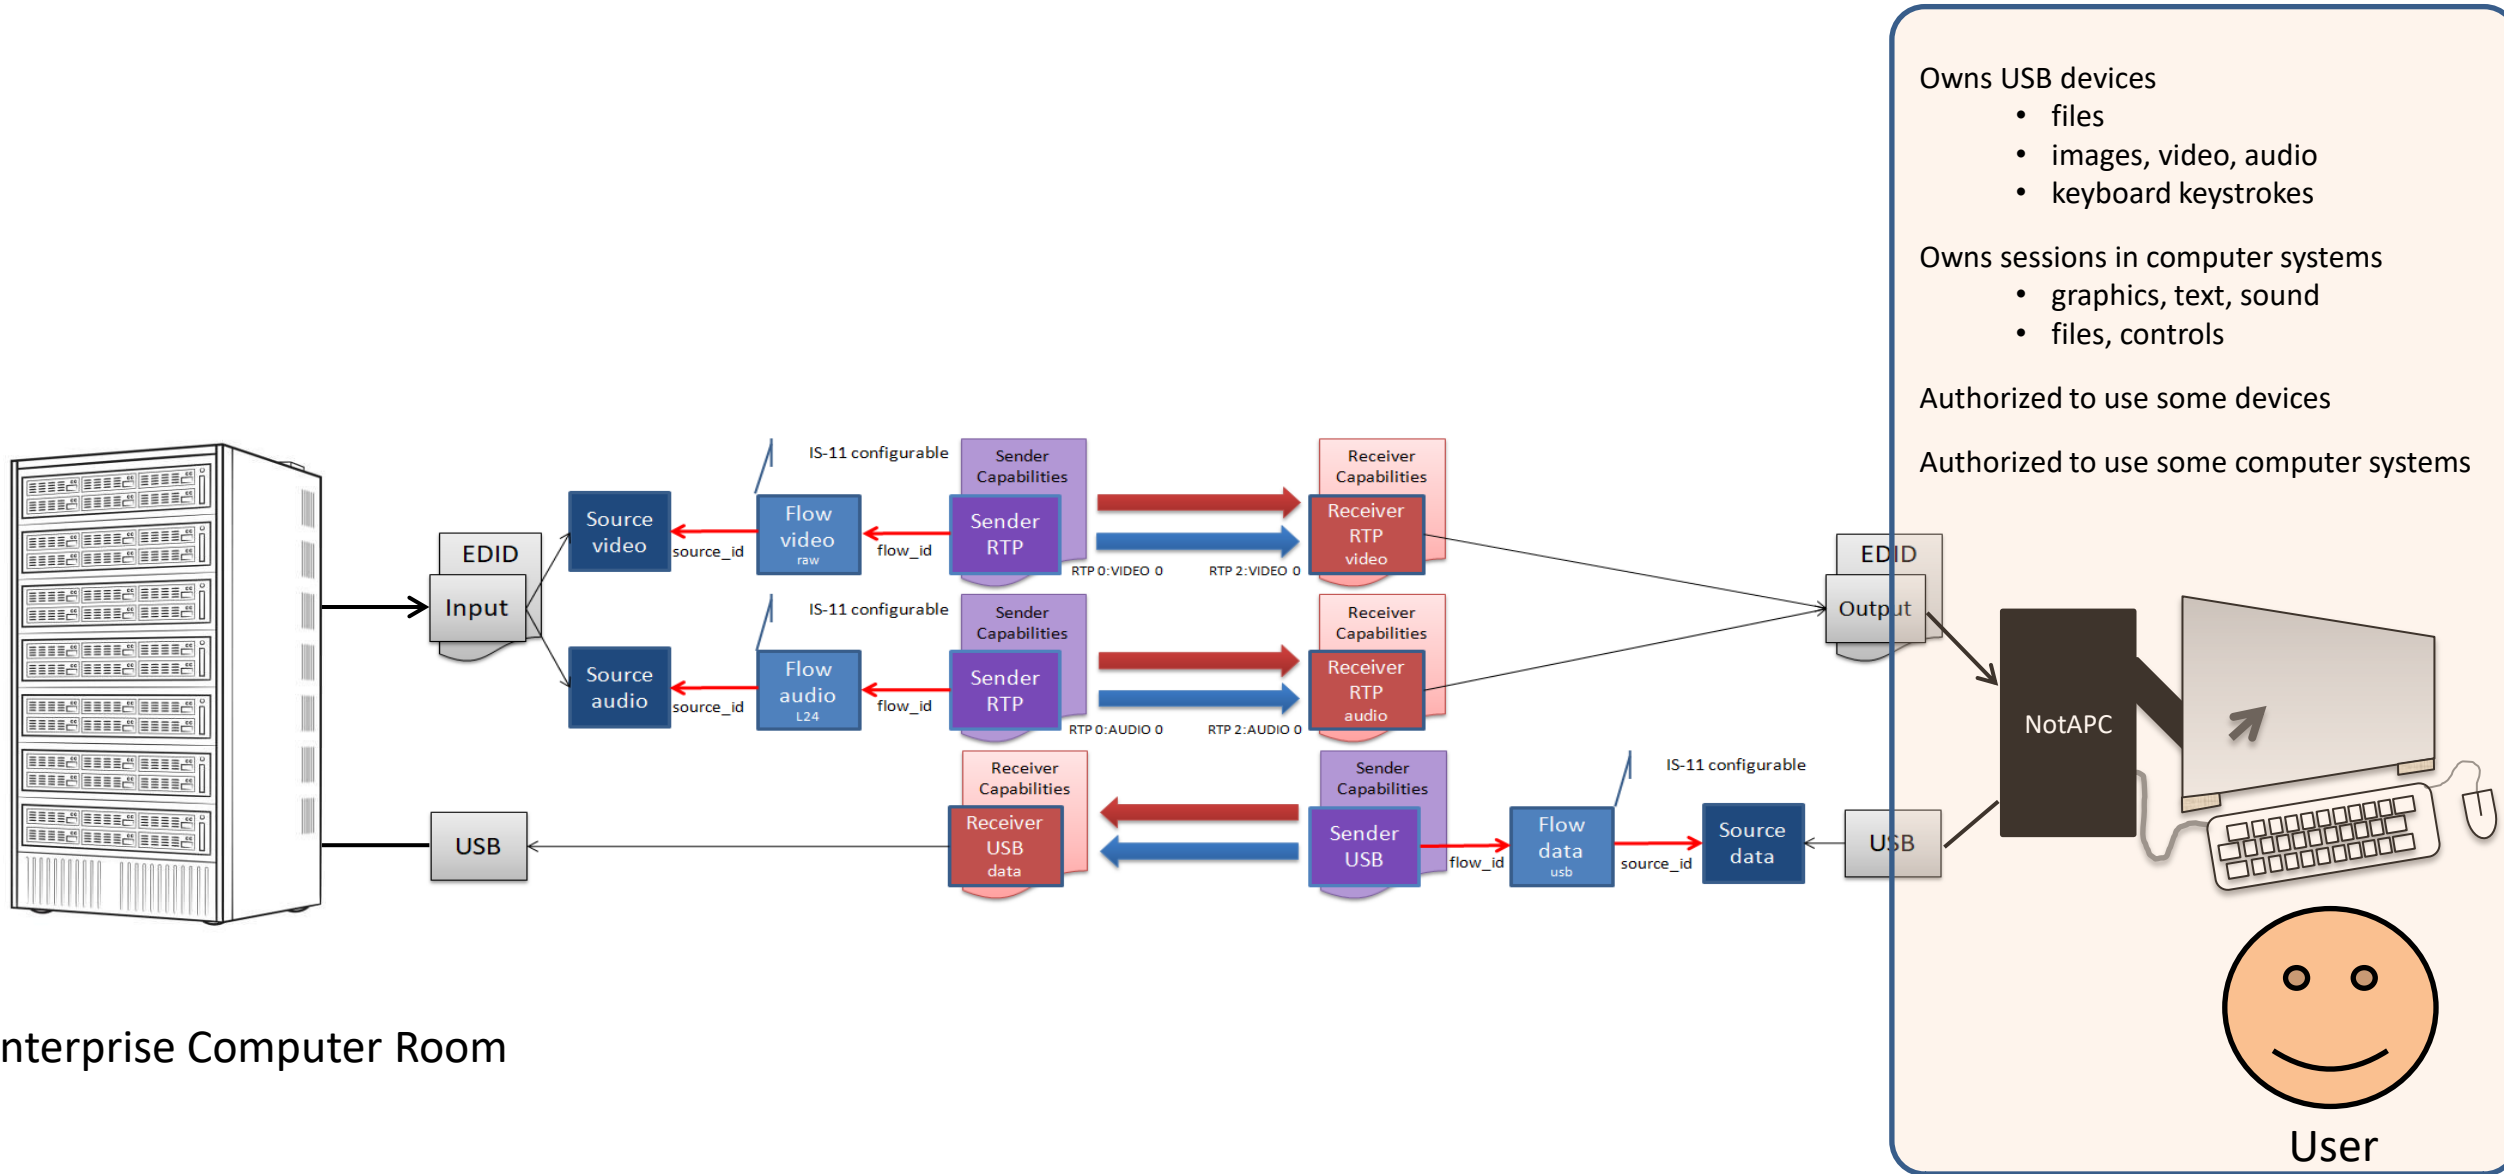 Owns USB devices
• files
• images, video, audio
• keyboard keystrokes
Owns sessions in computer systems
• graphics, text, sound
• files, controls
Authorized to use some devices
Authorized to use some computer systems
IS-11 configurable
Sender
Capabilities
Receiver
Capabilities
EDID
Input
Source
video
source_id
Flow
video
raw
flow_id
Sender
RTP
RTP 0:VIDEO 0
RTP 2:VIDEO 0
Receiver
RTP
video
EDID
Output
IS-11 configurable
Sender
Capabilities
Receiver
Capabilities
Source
audio
source_id
Flow
audio
L24
flow_id
Sender
RTP
RTP 0:AUDIO 0
RTP 2:AUDIO 0
Receiver
RTP
audio
NotAPC
Receiver
Capabilities
Sender
Capabilities
IS-11 configurable
USB
Receiver
USB
data
Sender
USB
flow_id
Flow
data
usb
source_id
Source
data
USB
nterprise Computer Room
User